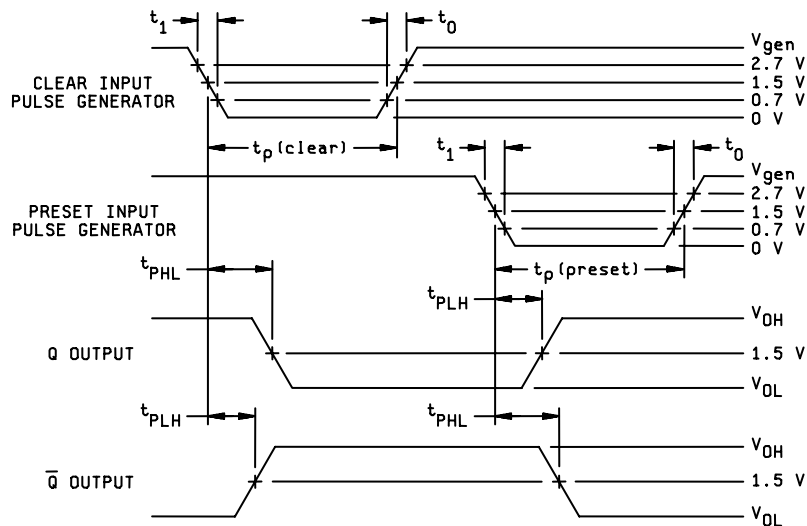 t1
t0
Vgen
2.7 V
CLEAR INPUT
PULSE GENERATOR
1.5 V
0.7 V
0 V
tp(clear)
t1
t0
Vgen
2.7 V
PRESET INPUT
PULSE GENERATOR
1.5 V
0.7 V
0 V
tPHL
tp(preset)
tPLH
VOH
Q OUTPUT
1.5 V
VOL
tPLH
tPHL
VOH
Q̅ OUTPUT
1.5 V
VOL